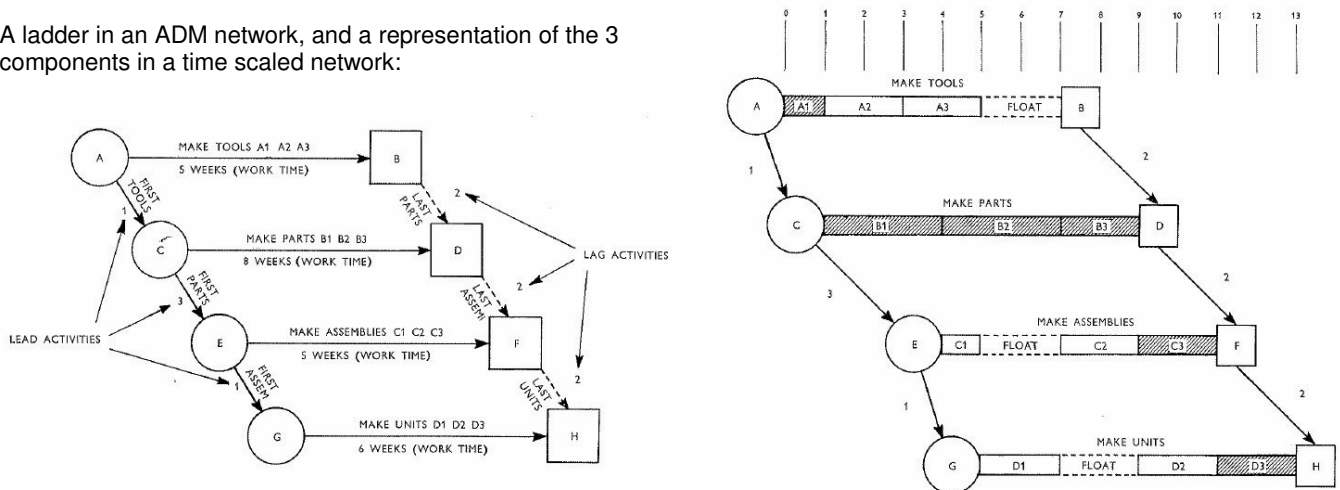 A ladder in an ADM network, and a representation of the 3
components in a time scaled network:
A
MAKE TOOLS A1 A2 A3
5 WEEKS (WORK TIME)
B
FIRST
TOOLS
1
LAST
PARTS
2
C
MAKE PARTS B1 B2 B3
8 WEEKS (WORK TIME)
D
LAG ACTIVITIES
FIRST
PARTS
3
LAST
ASSEMI
2
LEAD ACTIVITIES
E
MAKE ASSEMBLIES C1 C2 C3
5 WEEKS (WORK TIME)
F
FIRST
ASSEM
1
LAST
UNITS
2
G
MAKE UNITS D1 D2 D3
6 WEEKS (WORK TIME)
H
0 1 2 3 4 5 6 7 8 9 10 11 12 13
MAKE TOOLS
A A1 A2 A3 FLOAT B
1 2
MAKE PARTS
C B1 B2 B3 D
3 2
MAKE ASSEMBLIES
E C1 FLOAT C2 C3 F
1 2
MAKE UNITS
G D1 FLOAT D2 D3 H